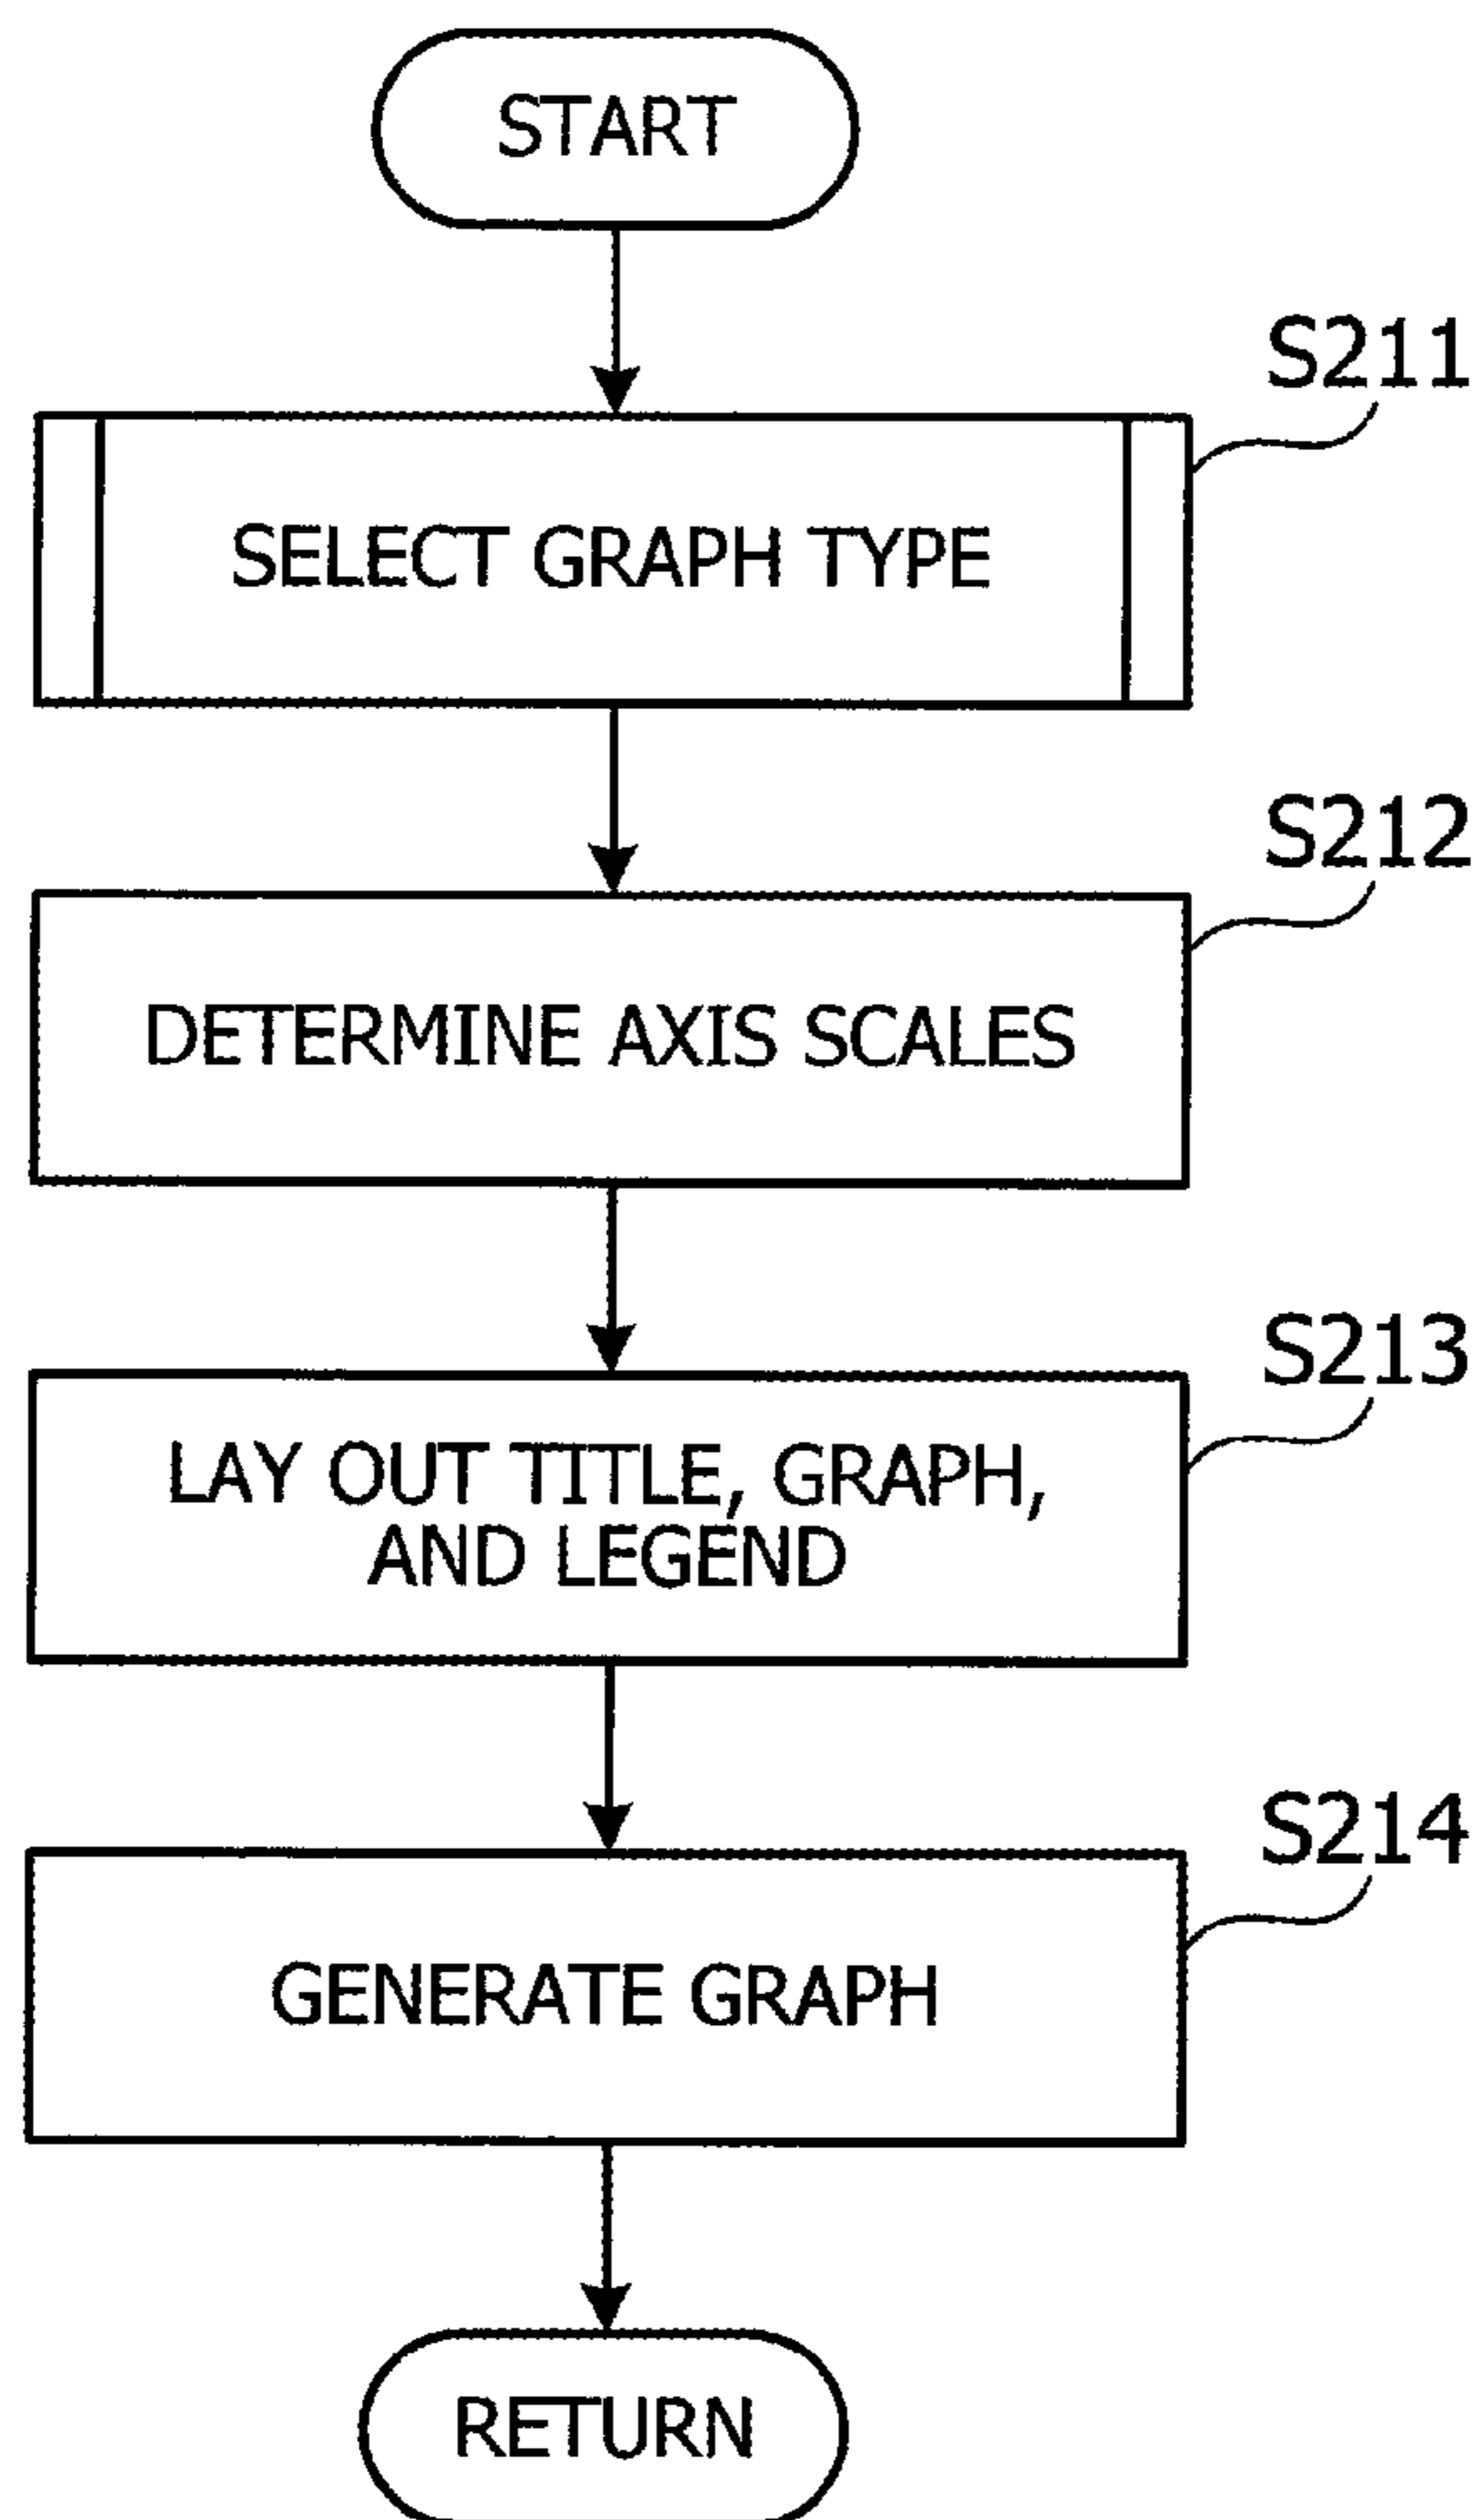 START
S211
SELECT GRAPH TYPE
S212
DETERMINE AXIS SCALES
S213
LAY OUT TITLE, GRAPH,
AND LEGEND
S214
GENERATE GRAPH
RETURN